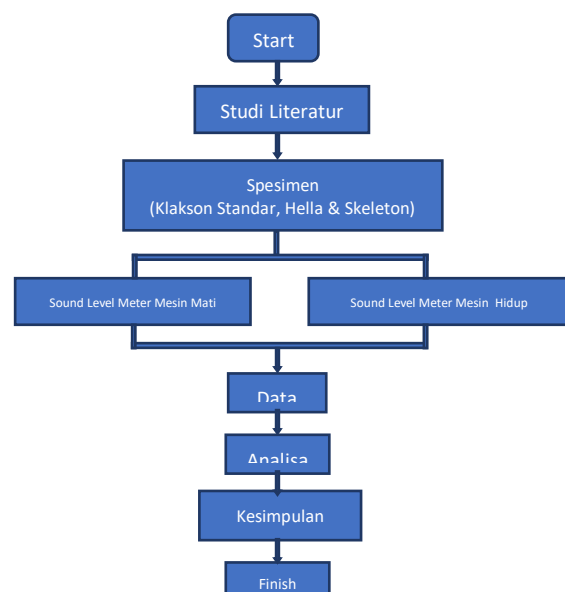 Start
Studi Literatur
Spesimen
(Klakson Standar, Hella & Skeleton)
Sound Level Meter Mesin Mati
Sound Level Meter Mesin Hidup
Data
Analisa
Kesimpulan
Finish